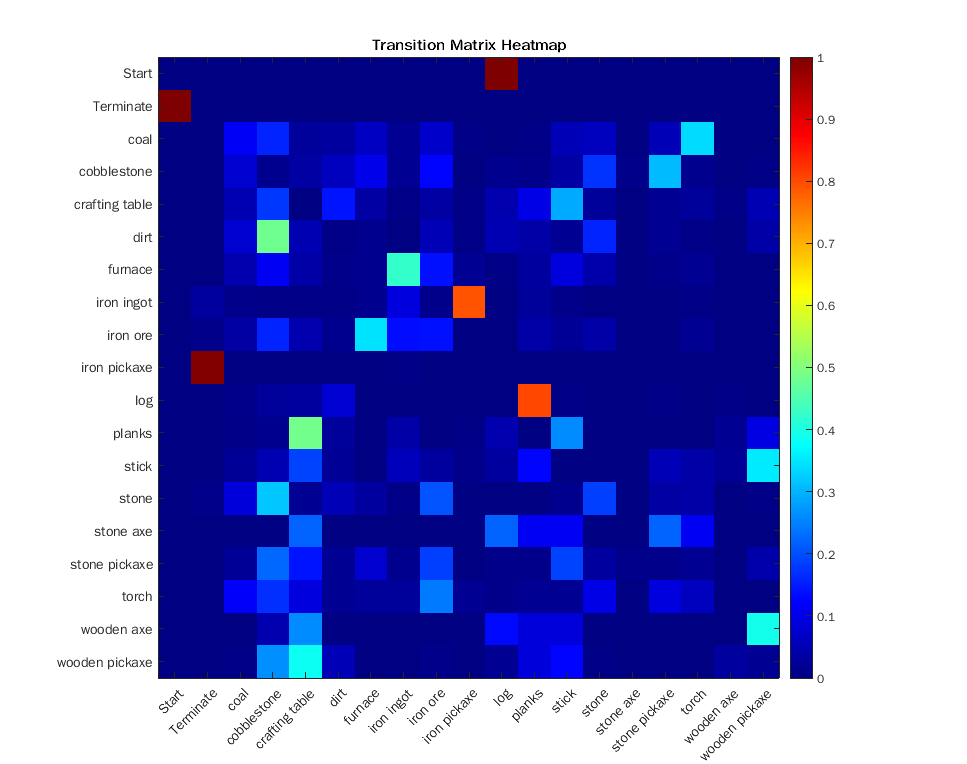 Transition Matrix Heatmap
Start
Terminate
coal
cobblestone
crafting table
dirt
furnace
iron ingot
iron ore
iron pickaxe
log
planks
stick
stone
stone axe
stone pickaxe
torch
wooden axe
wooden pickaxe
Start
Terminate
coal
cobblestone
crafting table
dirt
furnace
iron ingot
iron ore
iron pickaxe
log
planks
stick
stone
stone axe
stone pickaxe
torch
wooden axe
wooden pickaxe
1
0.9
0.8
0.7
0.6
0.5
0.4
0.3
0.2
0.1
0